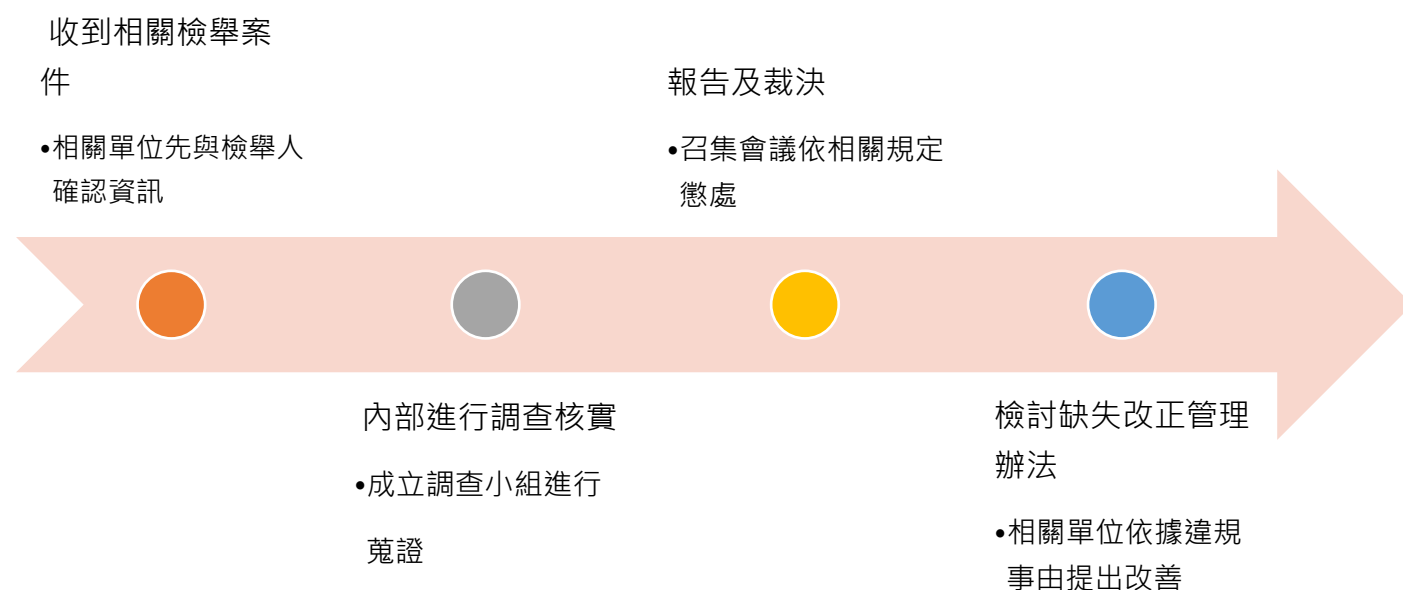 收到相關檢舉案
件
•相關單位先與檢舉人
確認資訊
內部進行調查核實
•成立調查小組進行
蒐證
報告及裁決
•召集會議依相關規定
懲處
檢討缺失改正管理
辦法
•相關單位依據違規
事由提出改善